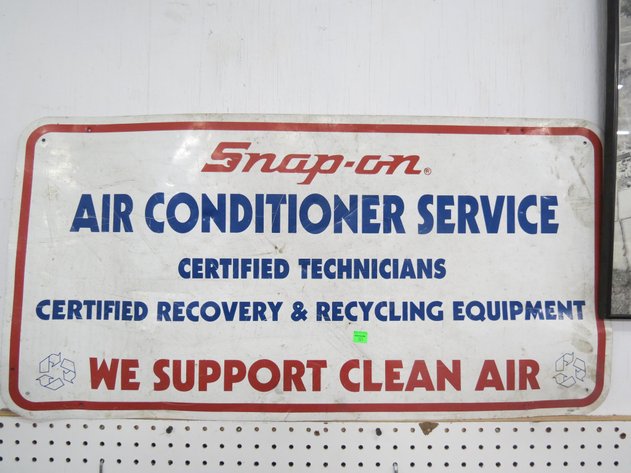 Snap-on®
AIR CONDITIONER SERVICE
CERTIFIED TECHNICIANS
CERTIFIED RECOVERY & RECYCLING EQUIPMENT
WE SUPPORT CLEAN AIR